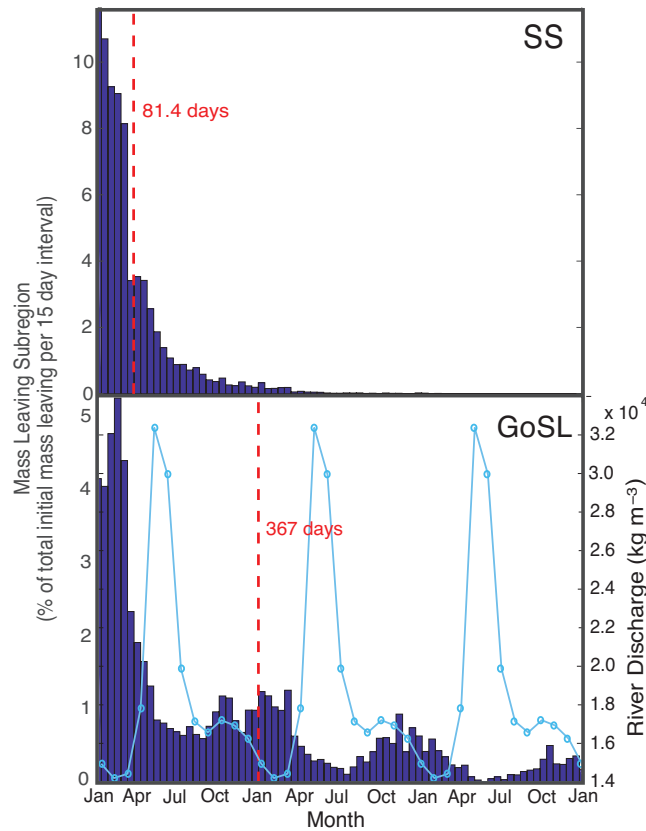 SS
81.4 days
10
8
6
4
2
0
Mass Leaving Subregion
(% of total initial mass leaving per 15 day interval)
GoSL
367 days
5
4
3
2
1
0
x 10⁴
3.2
3.0
2.8
2.6
2.4
2.2
2.0
1.8
1.6
1.4
River Discharge (kg m⁻³)
Jan Apr Jul Oct Jan Apr Jul Oct Jan Apr Jul Oct Jan
Month